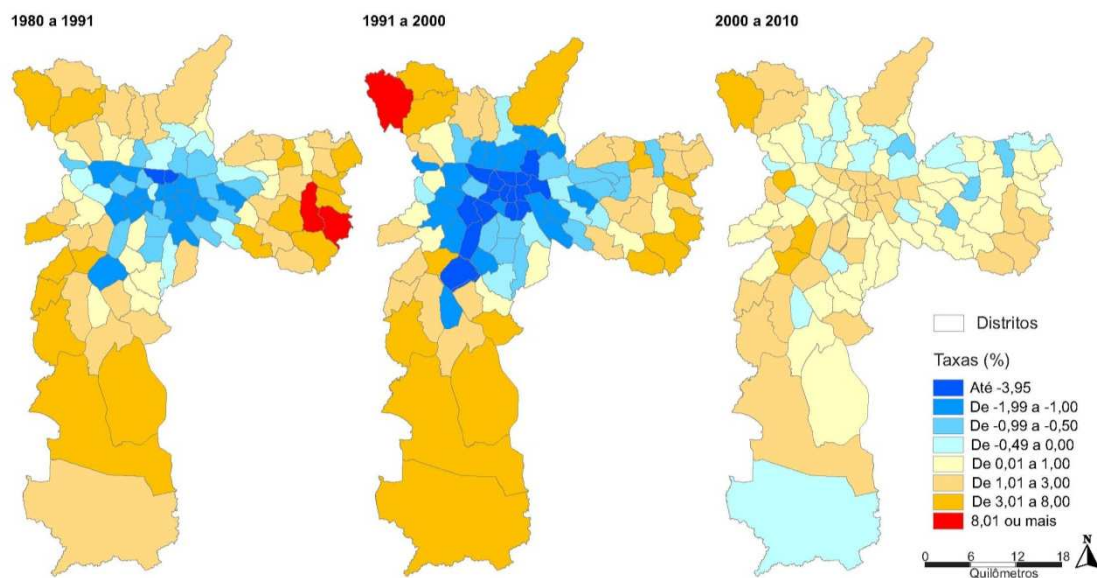 1980 a 1991
1991 a 2000
2000 a 2010
Distritos
Taxas (%)
Até -3,95
De -1,99 a -1,00
De -0,99 a -0,50
De -0,49 a 0,00
De 0,01 a 1,00
De 1,01 a 3,00
De 3,01 a 8,00
8,01 ou mais
N
0 6 12 18
Quilômetros